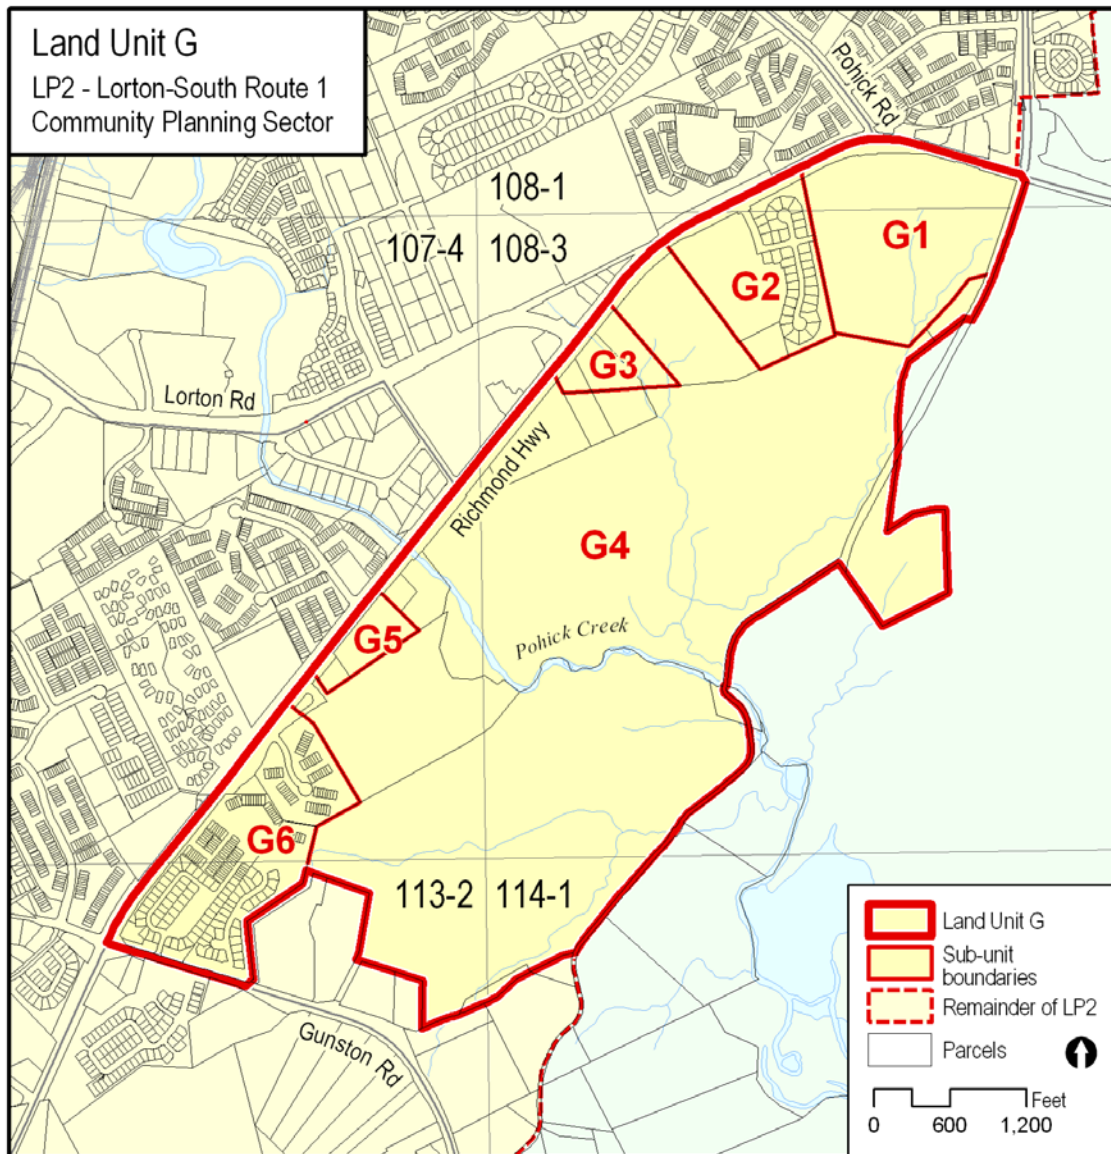 Land Unit G
LP2 - Lorton-South Route 1
Community Planning Sector
Pohick Rd
108-1
107-4
108-3
G1
G2
G3
Lorton Rd
Richmond Hwy
G4
G5
Pohick Creek
G6
113-2
114-1
Gunston Rd
Land Unit G
Sub-unit
boundaries
Remainder of LP2
Parcels
Feet
0 600 1,200